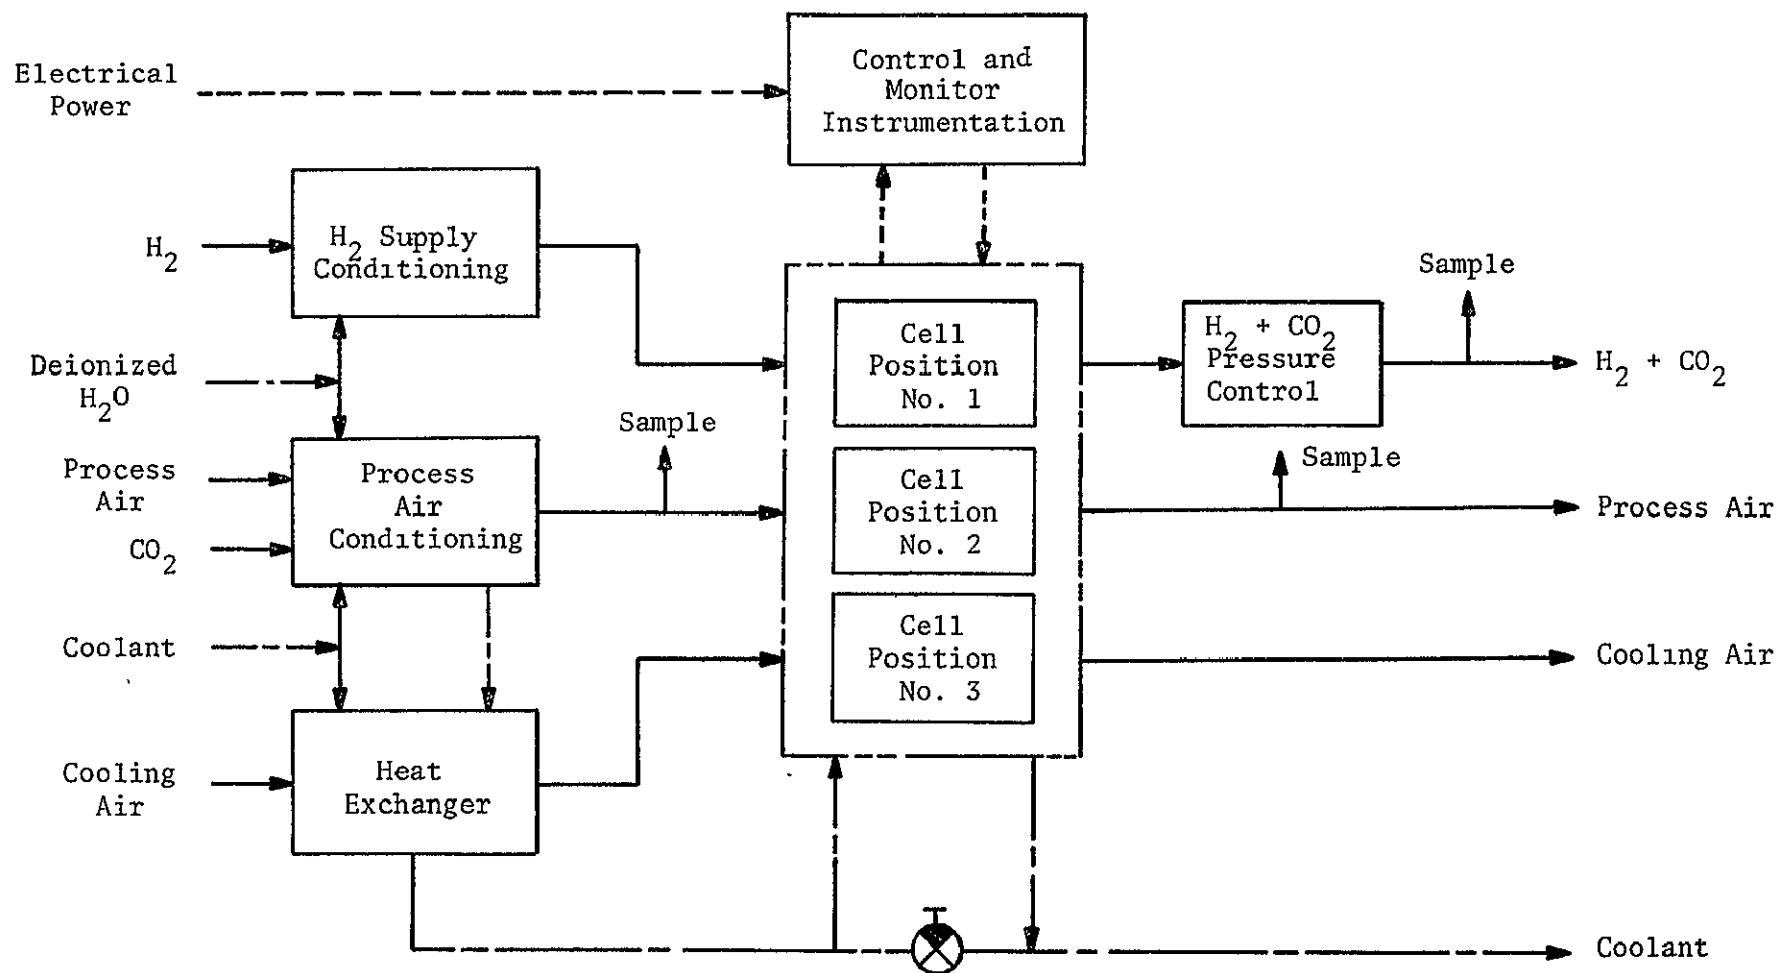 Electrical
Power
Control and
Monitor
Instrumentation
H2
H2 Supply
Conditioning
Deionized
H2O
Process
Air
CO2
Process
Air
Conditioning
Sample
Coolant
Cooling
Air
Heat
Exchanger
Cell
Position
No. 1
Cell
Position
No. 2
Cell
Position
No. 3
H2 + CO2
Pressure
Control
Sample
H2 + CO2
Sample
Process Air
Cooling Air
Coolant